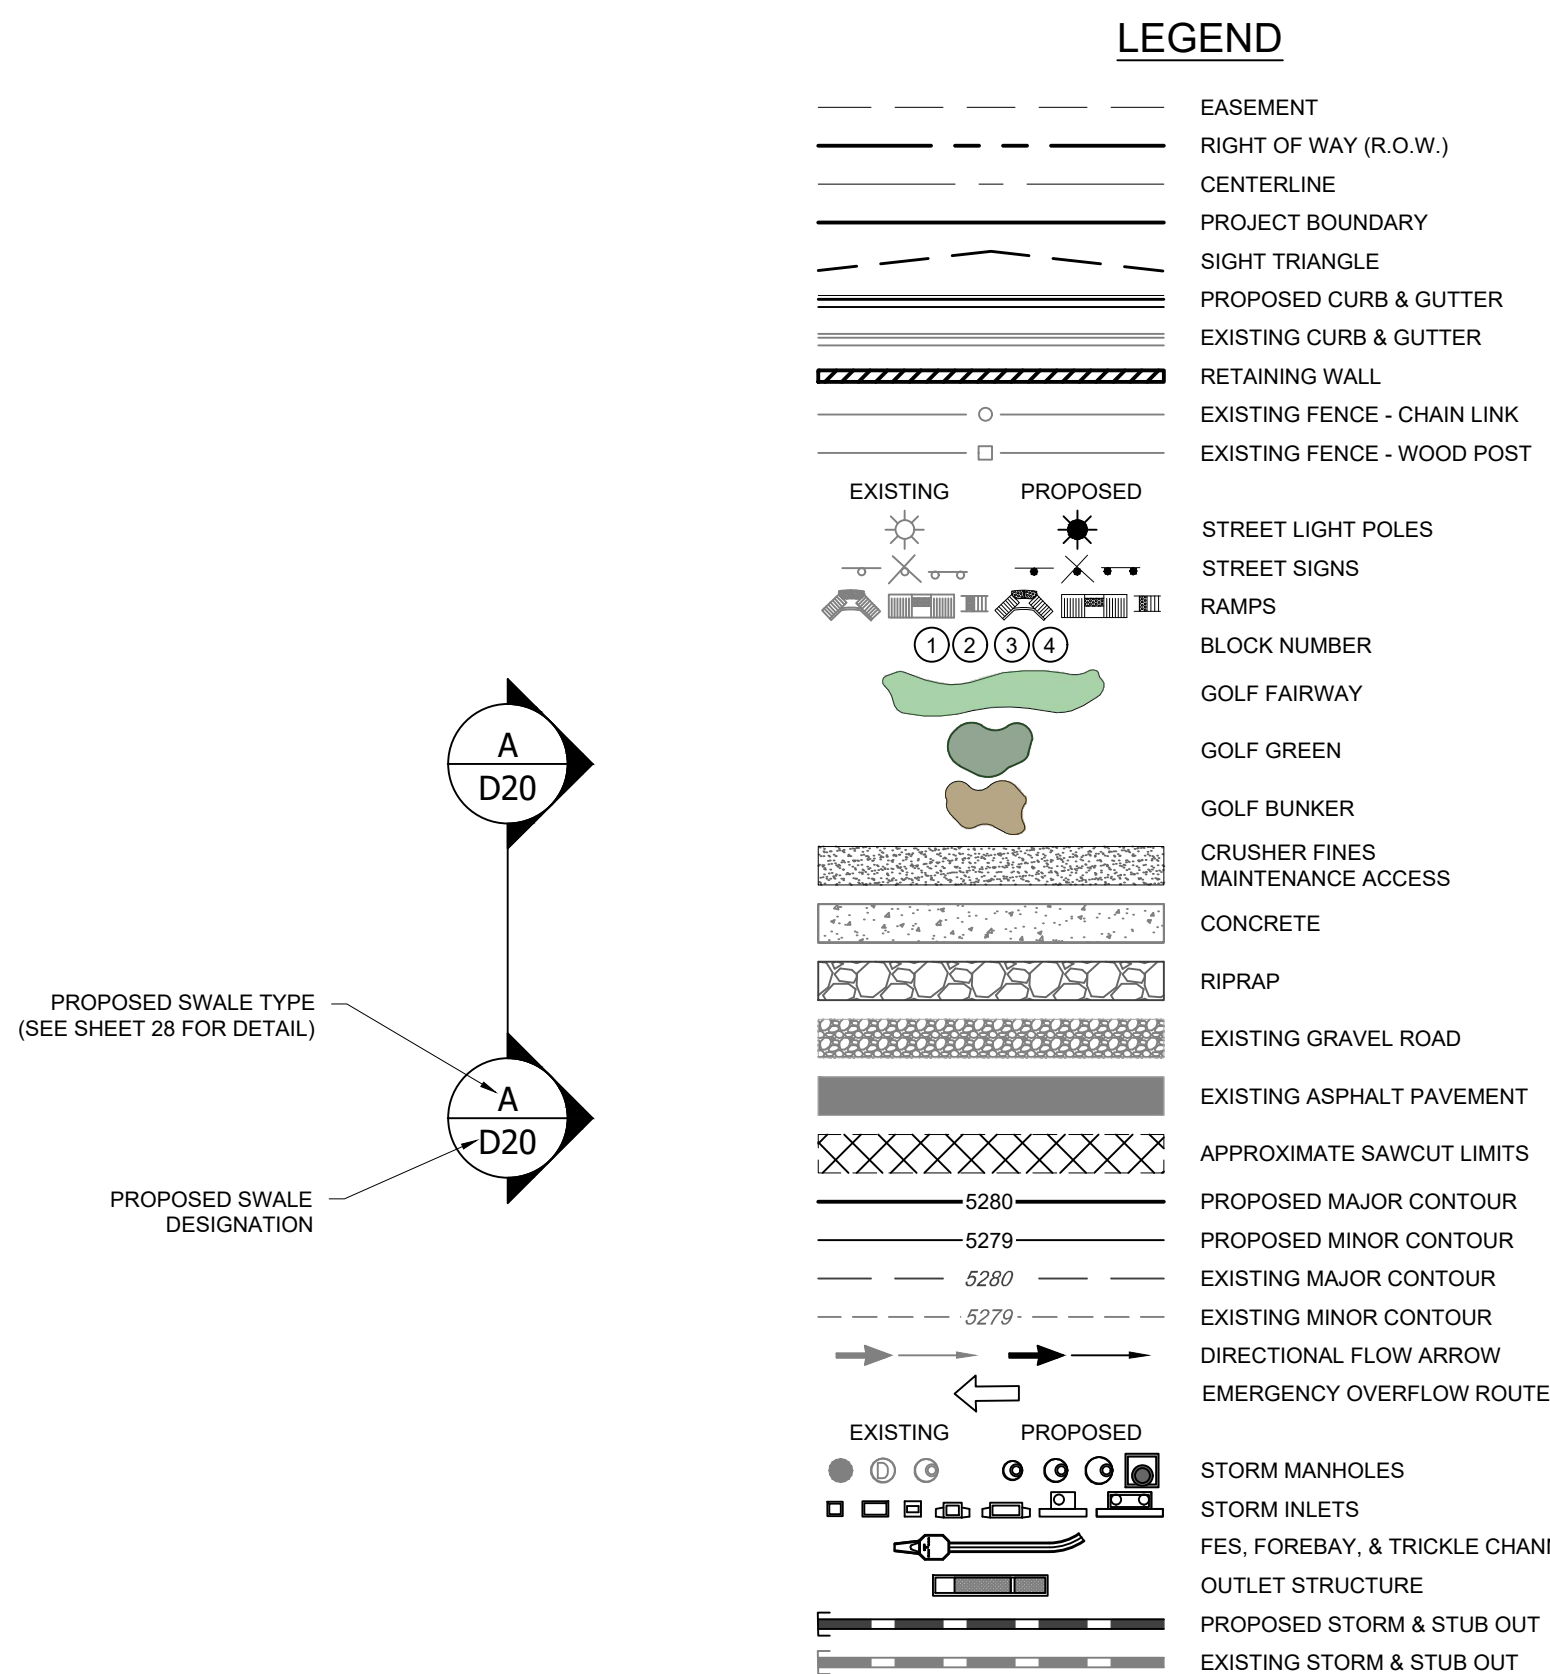 LEGEND
EASEMENT
RIGHT OF WAY (R.O.W.)
CENTERLINE
PROJECT BOUNDARY
SIGHT TRIANGLE
PROPOSED CURB & GUTTER
EXISTING CURB & GUTTER
RETAINING WALL
EXISTING FENCE - CHAIN LINK
EXISTING FENCE - WOOD POST
EXISTING PROPOSED
STREET LIGHT POLES
STREET SIGNS
RAMPS
1 2 3 4 BLOCK NUMBER
GOLF FAIRWAY
GOLF GREEN
GOLF BUNKER
CRUSHER FINES
MAINTENANCE ACCESS
CONCRETE
RIPRAP
EXISTING GRAVEL ROAD
EXISTING ASPHALT PAVEMENT
APPROXIMATE SAWCUT LIMITS
5280 PROPOSED MAJOR CONTOUR
5279 PROPOSED MINOR CONTOUR
5280 EXISTING MAJOR CONTOUR
5279 EXISTING MINOR CONTOUR
DIRECTIONAL FLOW ARROW
EMERGENCY OVERFLOW ROUTE
EXISTING PROPOSED
D STORM MANHOLES
STORM INLETS
FES, FOREBAY, & TRICKLE
OUTLET STRUCTURE
PROPOSED STORM & STUB OUT
EXISTING STORM & STUB OUT
A
D20
PROPOSED SWALE TYPE
(SEE SHEET 28 FOR DETAIL)
A
D20
PROPOSED SWALE
DESIGNATION